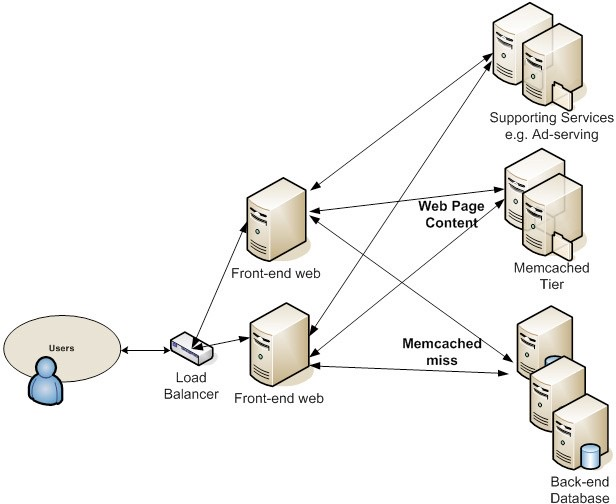 Supporting Services
e.g. Ad-serving
Web Page
Content
Front-end web
Memcached
Tier
Users
Memcached
miss
Load
Balancer
Front-end web
Back-end
Database